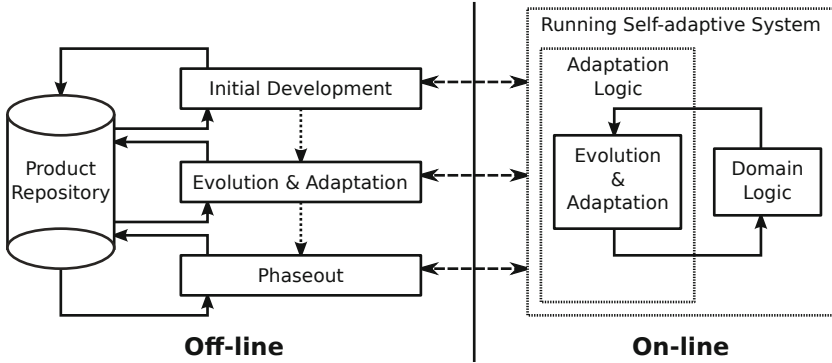 Running Self-adaptive System
Initial Development
Adaptation
Logic
Product
Repository
Evolution & Adaptation
Evolution
&
Adaptation
Domain
Logic
Phaseout
Off-line
On-line